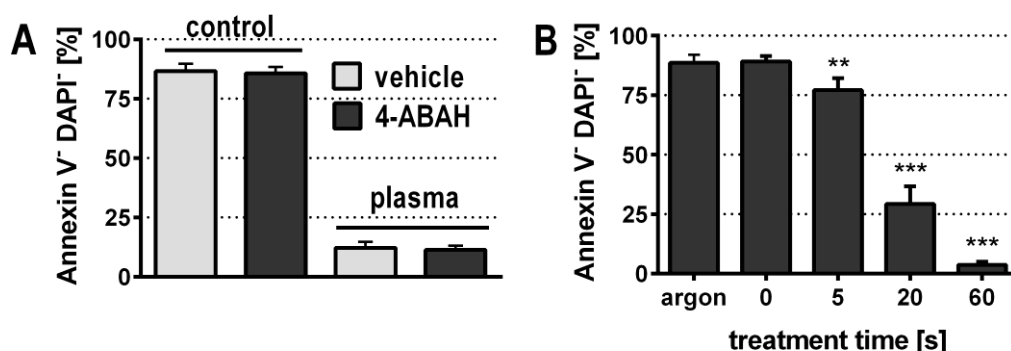 A
Annexin V⁻ DAPI⁻ [%]
100
75
50
25
0
control
vehicle
4-ABAH
plasma
B
Annexin V⁻ DAPI⁻ [%]
100
75
50
25
0
**
***
***
argon 0 5 20 60
treatment time [s]